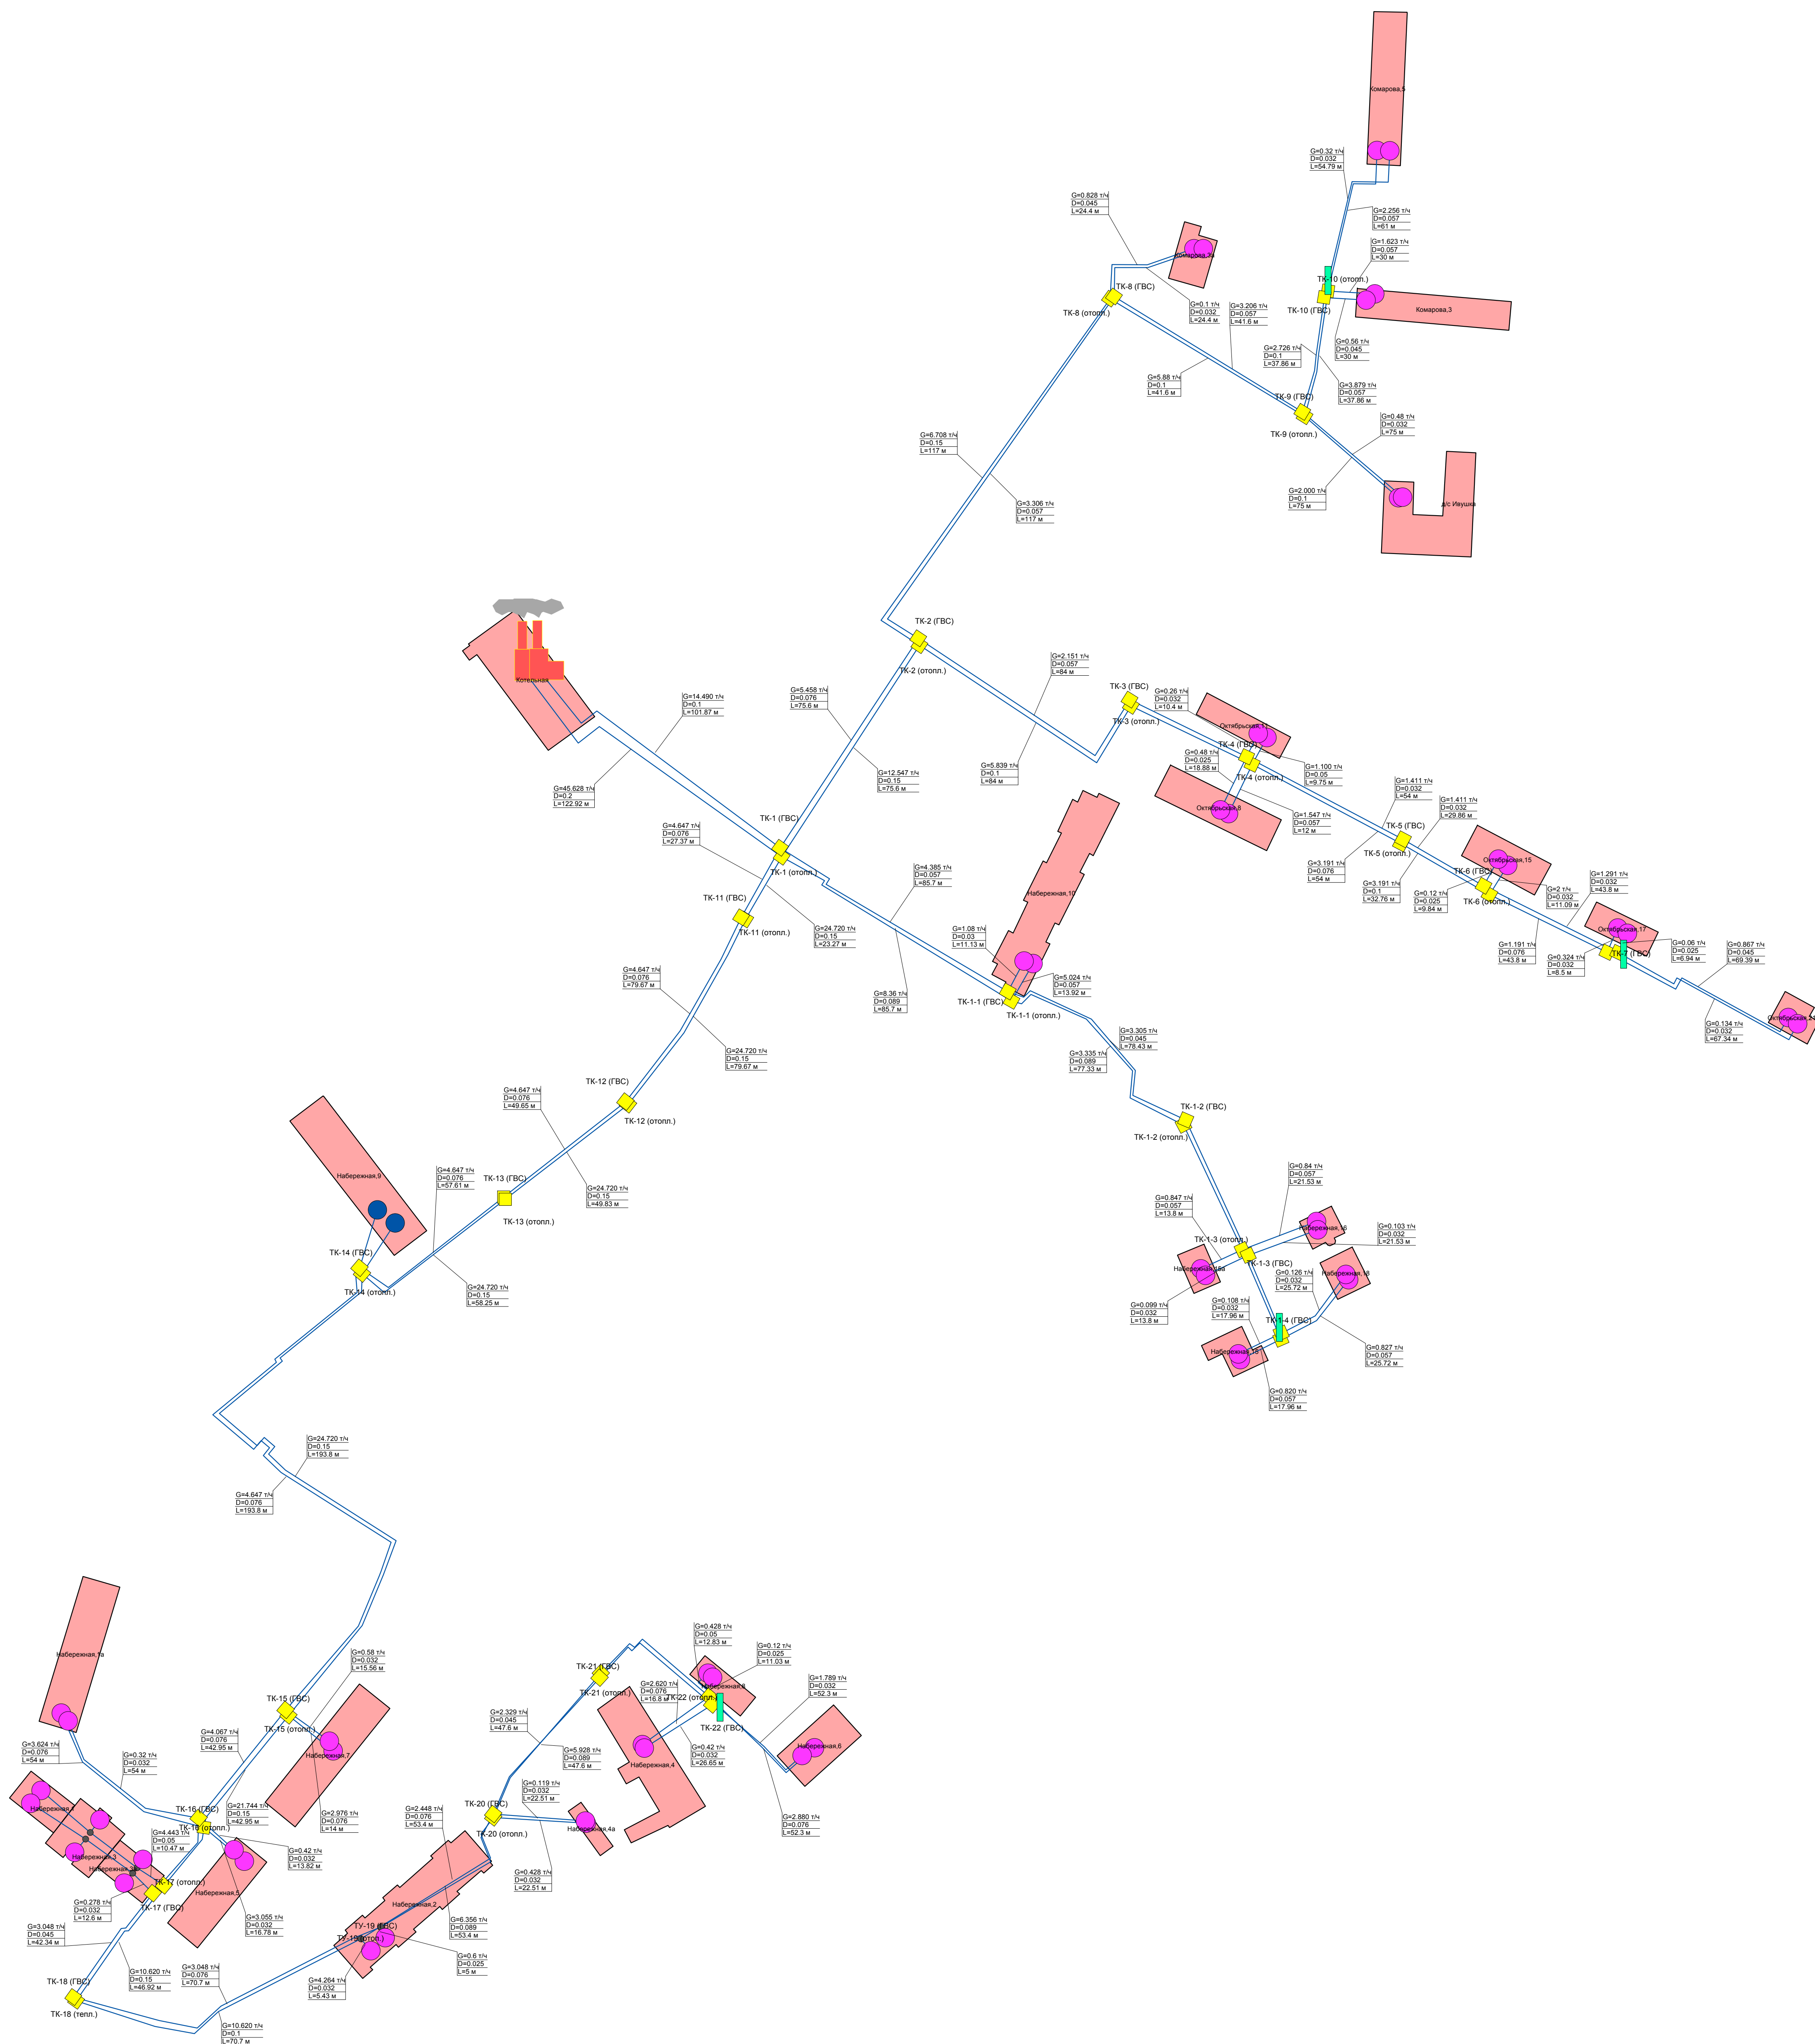 Комарова,5
G=0.32 т/ч
D=0.032
L=54.79 м
G=0.828 т/ч
D=0.045
L=24.4 м
G=2.256 т/ч
D=0.057
L=61 м
G=1.623 т/ч
D=0.057
L=30 м
ТК-10 (отопл.)
ТК-8 (ГВС)
ТК-8 (отопл.)
G=0.1 т/ч
D=0.032
L=24.4 м
G=3.206 т/ч
D=0.057
L=41.6 м
ТК-10 (ГВС)
Комарова,3
G=0.56 т/ч
D=0.045
L=30 м
G=2.726 т/ч
D=0.1
L=37.86 м
G=5.88 т/ч
D=0.1
L=41.6 м
G=3.879 т/ч
D=0.057
L=37.86 м
ТК-9 (ГВС)
ТК-9 (отопл.)
G=0.48 т/ч
D=0.032
L=75 м
G=6.708 т/ч
D=0.15
L=117 м
G=3.306 т/ч
D=0.057
L=117 м
G=2.000 т/ч
D=0.1
L=75 м
д/с Ивушка
Котельная
ТК-2 (ГВС)
ТК-2 (отопл.)
G=2.151 т/ч
D=0.057
L=84 м
G=14.490 т/ч
D=0.1
L=101.87 м
G=5.458 т/ч
D=0.076
L=75.6 м
ТК-3 (ГВС)
ТК-3 (отопл.)
G=0.26 т/ч
D=0.032
L=10.4 м
Октябрьская,11
G=45.628 т/ч
D=0.2
L=122.92 м
G=12.547 т/ч
D=0.15
L=75.6 м
G=5.839 т/ч
D=0.1
L=84 м
G=0.48 т/ч
D=0.025
L=18.88 м
ТК-4 (ГВС)
ТК-4 (отопл.)
G=1.100 т/ч
D=0.05
L=9.75 м
Октябрьская,8
G=1.547 т/ч
D=0.057
L=12 м
G=1.411 т/ч
D=0.032
L=54 м
G=1.411 т/ч
D=0.032
L=29.86 м
ТК-1 (ГВС)
ТК-1 (отопл.)
G=4.647 т/ч
D=0.076
L=27.37 м
ТК-5 (ГВС)
ТК-5 (отопл.)
G=3.191 т/ч
D=0.076
L=54 м
G=3.191 т/ч
D=0.1
L=32.76 м
Октябрьская,15
ТК-6 (ГВС)
ТК-6 (отопл.)
G=0.12 т/ч
D=0.025
L=9.84 м
G=2 т/ч
D=0.032
L=11.09 м
G=1.291 т/ч
D=0.032
L=43.8 м
G=4.385 т/ч
D=0.057
L=85.7 м
Набережная,10
ТК-11 (ГВС)
ТК-11 (отопл.)
G=24.720 т/ч
D=0.15
L=23.27 м
G=1.08 т/ч
D=0.03
L=11.13 м
Октябрьская,17
G=1.191 т/ч
D=0.076
L=43.8 м
G=0.324 т/ч
D=0.032
L=8.5 м
ТК-7 (ГВС)
G=0.06 т/ч
D=0.025
L=6.94 м
G=0.867 т/ч
D=0.045
L=69.39 м
G=4.647 т/ч
D=0.076
L=79.67 м
G=8.36 т/ч
D=0.089
L=85.7 м
G=5.024 т/ч
D=0.057
L=13.92 м
ТК-1-1 (ГВС)
ТК-1-1 (отопл.)
G=0.134 т/ч
D=0.032
L=67.34 м
G=24.720 т/ч
D=0.15
L=79.67 м
G=3.305 т/ч
D=0.045
L=78.43 м
G=3.335 т/ч
D=0.089
L=77.33 м
ТК-12 (ГВС)
ТК-12 (отопл.)
G=4.647 т/ч
D=0.076
L=49.65 м
ТК-1-2 (ГВС)
ТК-1-2 (отопл.)
Набережная,9
G=4.647 т/ч
D=0.076
L=57.61 м
ТК-13 (ГВС)
ТК-13 (отопл.)
G=24.720 т/ч
D=0.15
L=49.83 м
G=0.84 т/ч
D=0.057
L=21.53 м
G=0.847 т/ч
D=0.057
L=13.8 м
G=0.103 т/ч
D=0.032
L=21.53 м
ТК-1-3 (отопл.)
ТК-1-3 (ГВС)
ТК-14 (ГВС)
ТК-14 (отопл.)
G=24.720 т/ч
D=0.15
L=58.25 м
G=0.126 т/ч
D=0.032
L=25.72 м
G=0.099 т/ч
D=0.032
L=13.8 м
G=0.108 т/ч
D=0.032
L=17.96 м
ТК-1-4 (ГВС)
G=0.827 т/ч
D=0.057
L=25.72 м
G=0.820 т/ч
D=0.057
L=17.96 м
G=24.720 т/ч
D=0.15
L=193.8 м
G=4.647 т/ч
D=0.076
L=193.8 м
Набережная,1а
G=0.58 т/ч
D=0.032
L=15.56 м
ТК-15 (ГВС)
ТК-15 (отопл.)
Набережная,7
G=4.067 т/ч
D=0.076
L=42.95 м
G=3.624 т/ч
D=0.076
L=54 м
G=0.32 т/ч
D=0.032
L=54 м
G=21.744 т/ч
D=0.15
L=42.95 м
G=2.976 т/ч
D=0.076
L=14 м
ТК-16 (ГВС)
ТК-16 (отопл.)
G=4.443 т/ч
D=0.05
L=10.47 м
G=0.42 т/ч
D=0.032
L=13.82 м
Набережная,3
Набережная,5
ТК-17 (отопл.)
ТК-17 (ГВС)
G=0.278 т/ч
D=0.032
L=12.6 м
G=3.055 т/ч
D=0.032
L=16.78 м
G=3.048 т/ч
D=0.045
L=42.34 м
G=10.620 т/ч
D=0.15
L=46.92 м
ТК-18 (ГВС)
ТК-18 (тепл.)
G=3.048 т/ч
D=0.076
L=70.7 м
G=10.620 т/ч
D=0.1
L=70.7 м
G=4.264 т/ч
D=0.032
L=5.43 м
ТУ-19 (ГВС)
Набережная,2
G=6.356 т/ч
D=0.089
L=53.4 м
G=0.6 т/ч
D=0.025
L=5 м
G=2.448 т/ч
D=0.076
L=53.4 м
ТК-20 (ГВС)
ТК-20 (отопл.)
G=0.428 т/ч
D=0.032
L=22.51 м
G=0.119 т/ч
D=0.032
L=22.51 м
Набережная,4а
G=2.329 т/ч
D=0.045
L=47.6 м
G=5.928 т/ч
D=0.089
L=47.6 м
ТК-21 (ГВС)
ТК-21 (отопл.)
Набережная,4
G=2.620 т/ч
D=0.076
L=16.8 м
G=0.42 т/ч
D=0.032
L=26.65 м
G=0.428 т/ч
D=0.05
L=12.83 м
G=0.12 т/ч
D=0.025
L=11.03 м
Набережная,8
ТК-22 (отопл.)
ТК-22 (ГВС)
G=1.789 т/ч
D=0.032
L=52.3 м
Набережная,6
G=2.880 т/ч
D=0.076
L=52.3 м